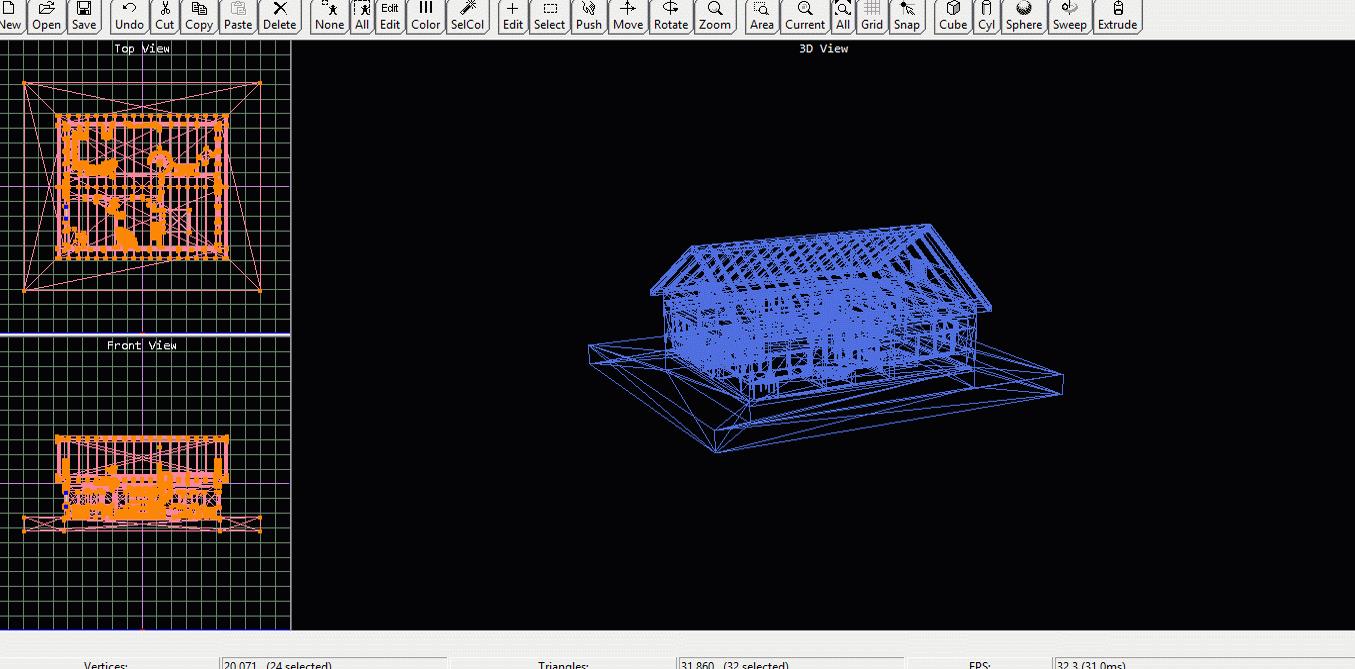 New Open Save Undo Cut Copy Paste Delete None All Edit Color SelCol Edit Select Push Move Rotate Zoom Area Current All Grid Snap Cube Cyl Sphere Sweep Extrude
Edit
Top View
3D View
Front View
Vertices: 20,071 (24 selected) Triangles: 31,860 (32 selected) FPS: 32.3 (31.0ms)